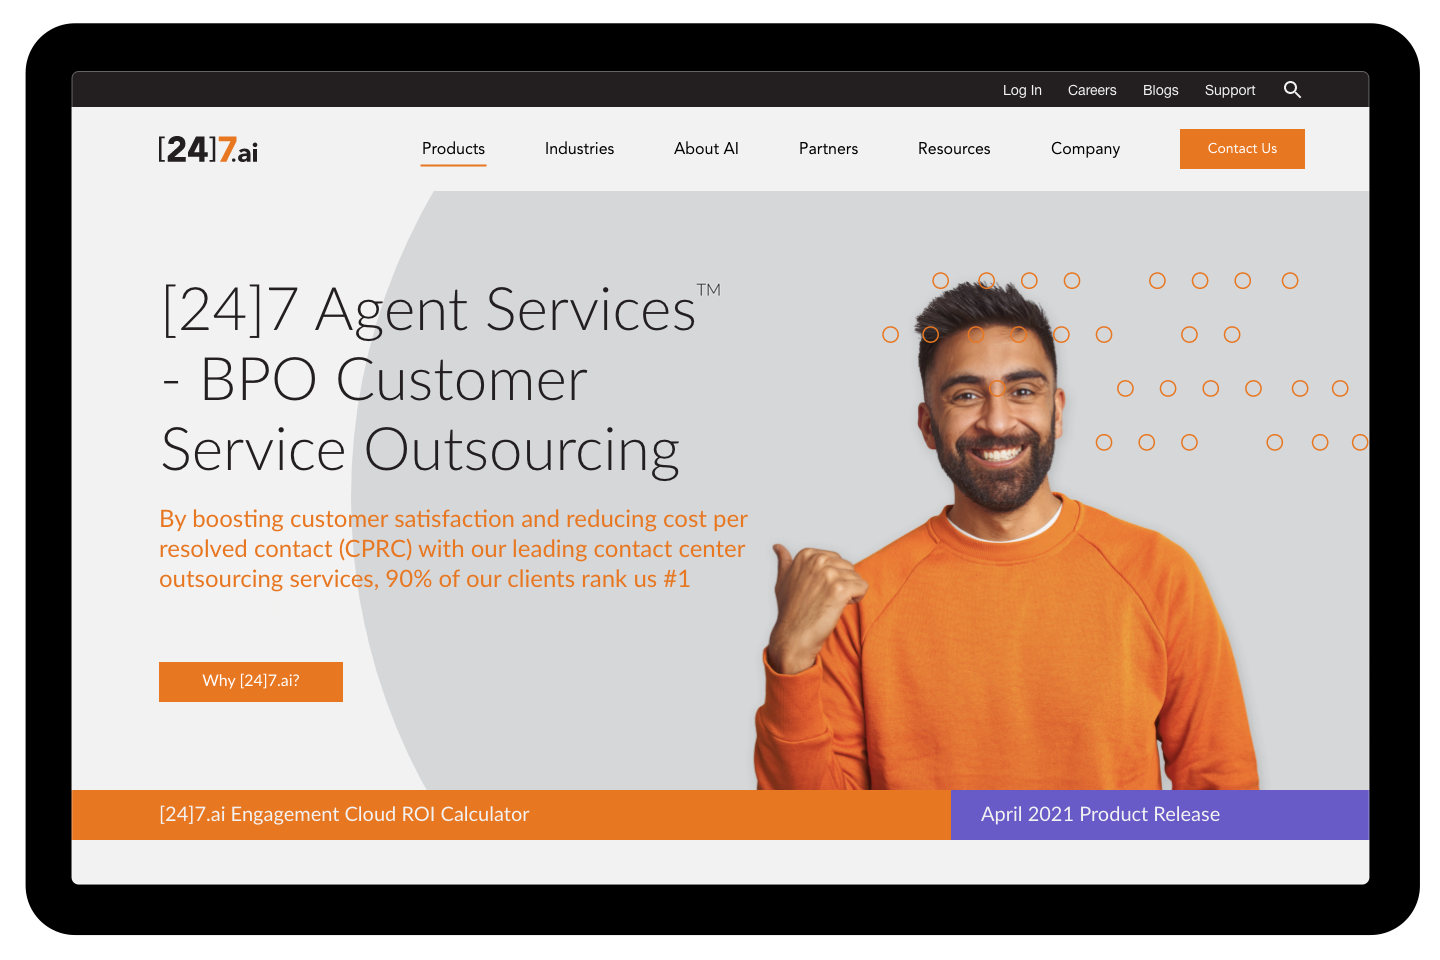 Log In Careers Blogs Support
[24]7.ai Products Industries About AI Partners Resources Company Contact Us
[24]7 Agent Services™
- BPO Customer
Service Outsourcing
By boosting customer satisfaction and reducing cost per
resolved contact (CPRC) with our leading contact center
outsourcing services, 90% of our clients rank us #1
Why [24]7.ai?
[24]7.ai Engagement Cloud ROI Calculator April 2021 Product Release